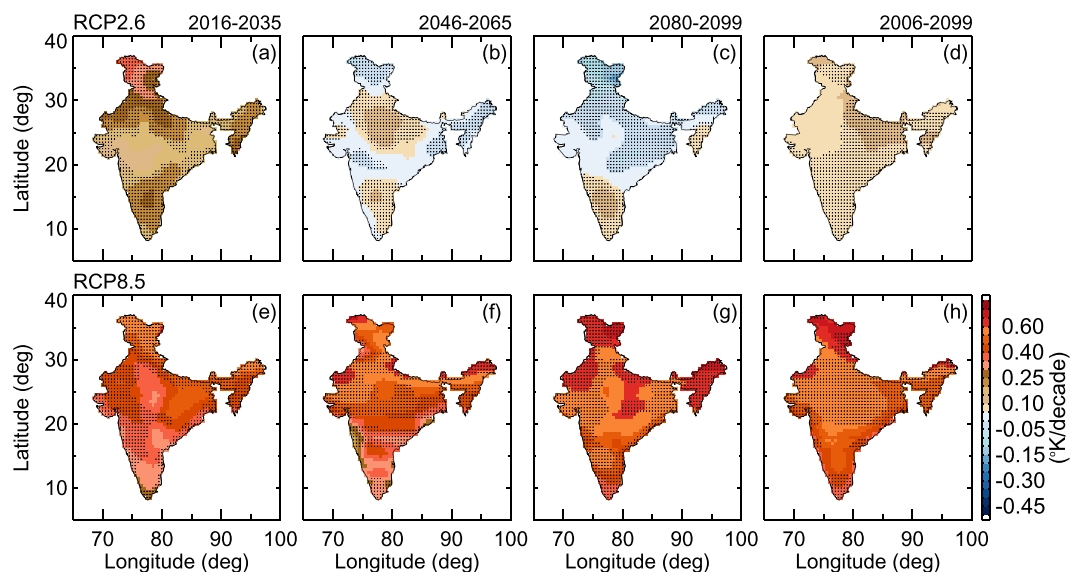 RCP2.6 2016-2035 2046-2065 2080-2099 2006-2099
40 (a) (b) (c) (d)
30
20
10
Latitude (deg)
RCP8.5
40 (e) (f) (g) (h)
30
20
10
Latitude (deg)
0.60
0.40
0.25
0.10
-0.05
-0.15
-0.30
-0.45
(°K/decade)
70 80 90 70 80 90 70 80 90 70 80 90 100
Longitude (deg) Longitude (deg) Longitude (deg) Longitude (deg)